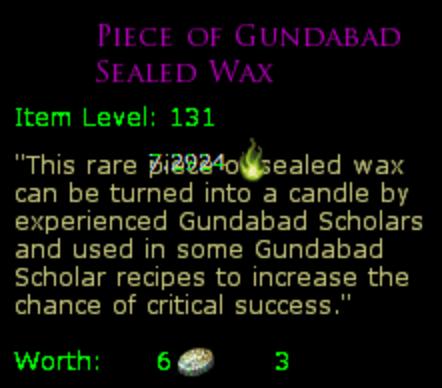 PIECE OF GUNDABAD
SEALED WAX
Item Level: 131
"This rare piece of sealed wax
can be turned into a candle by
experienced Gundabad Scholars
and used in some Gundabad
Scholar recipes to increase the
chance of critical success."
Worth: 6 3